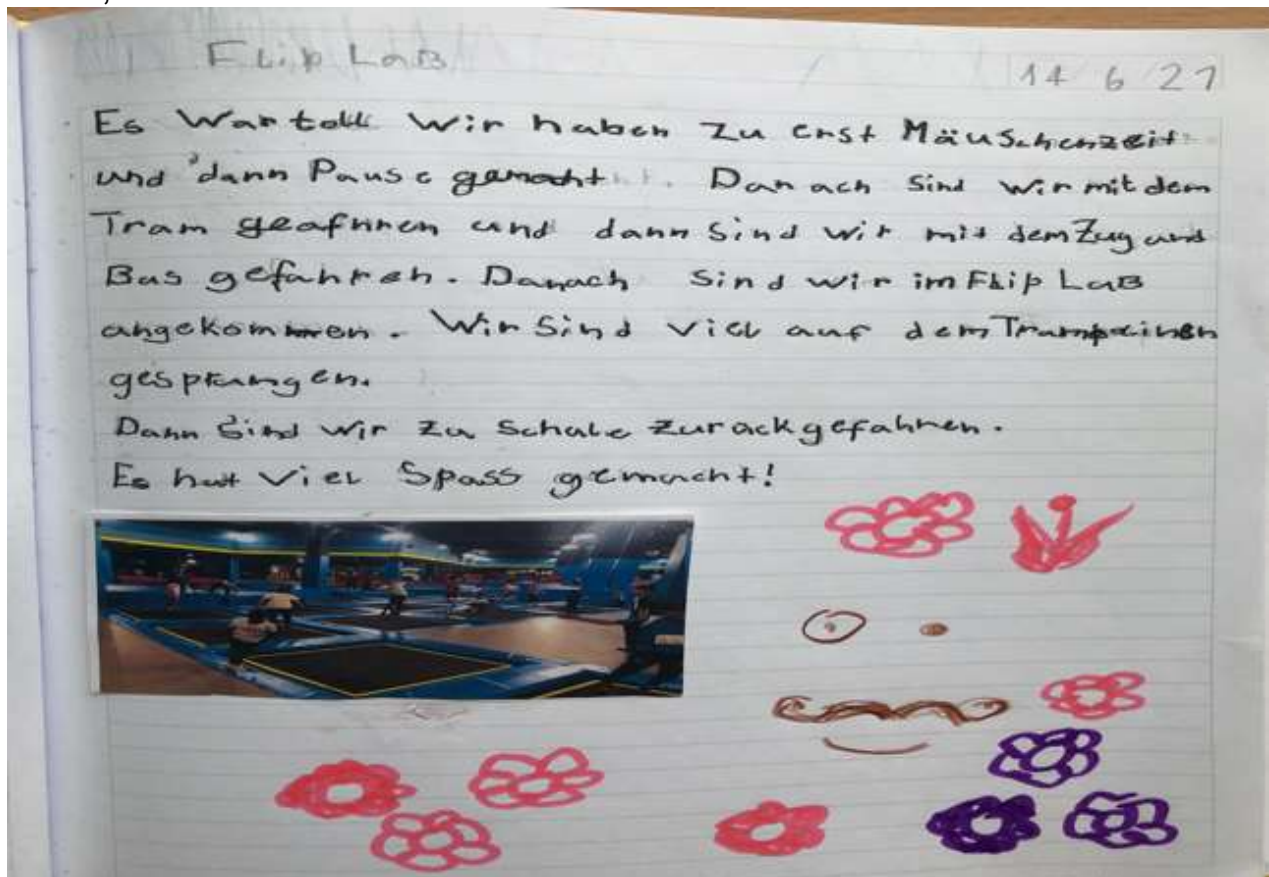 Flip LaB
14 6 21
Es War toll Wir haben Zu erst Mäuschenzeit
und dann Pause gemacht. Danach Sind wir mit dem
Tram geafhren und dann Sind wir mit dem Zug und
Bus gefahren. Danach Sind wir im Flip LaB
angekommen. Wir Sind Viel auf dem Trampeinen
gesprungen.
Dann Sind wir zu Schule Zurückgefahren.
Es hat Viel Spass gemacht!